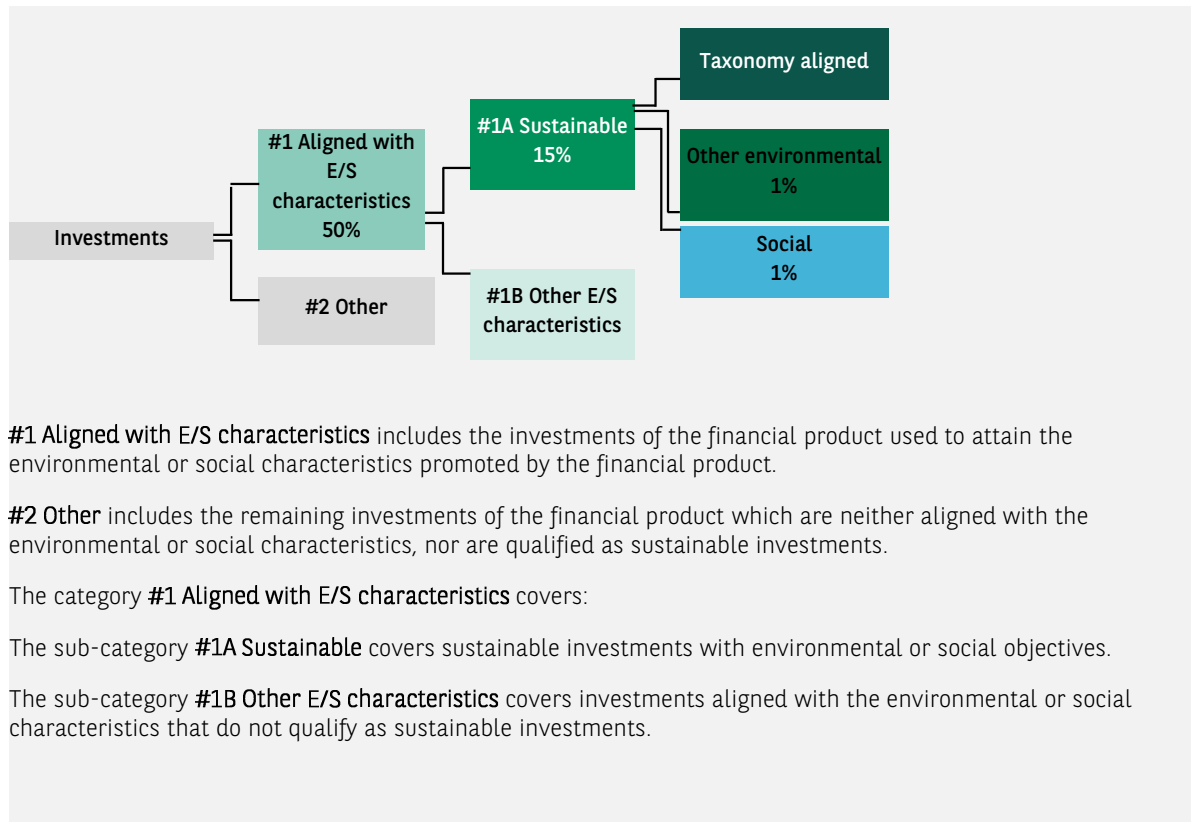 Taxonomy aligned
#1A Sustainable
15%
#1 Aligned with
E/S
characteristics
50%
Other environmental
1%
Investments
Social
1%
#2 Other
#1B Other E/S
characteristics
#1 Aligned with E/S characteristics includes the investments of the financial product used to attain the
environmental or social characteristics promoted by the financial product.
#2 Other includes the remaining investments of the financial product which are neither aligned with the
environmental or social characteristics, nor are qualified as sustainable investments.
The category #1 Aligned with E/S characteristics covers:
The sub-category #1A Sustainable covers sustainable investments with environmental or social objectives.
The sub-category #1B Other E/S characteristics covers investments aligned with the environmental or social
characteristics that do not qualify as sustainable investments.